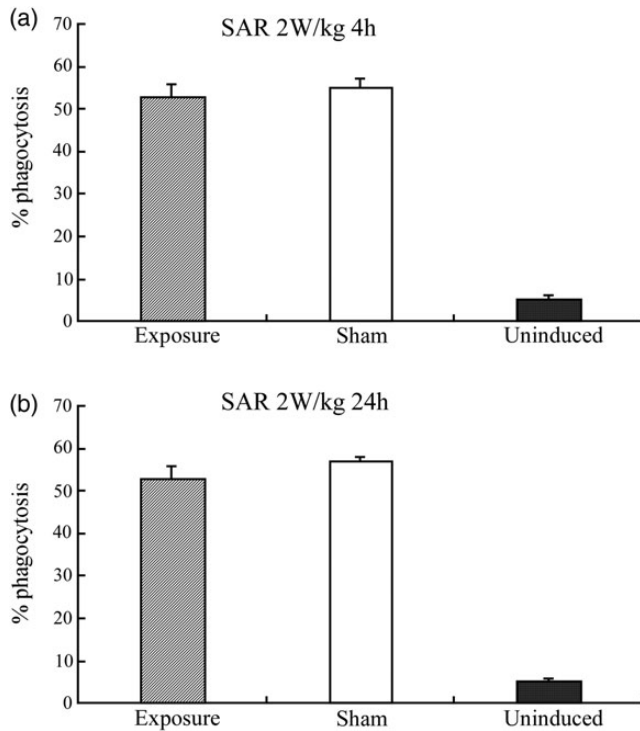 (a)
SAR 2W/kg 4h
% phagocytosis
70
60
50
40
30
20
10
0
Exposure Sham Uninduced
(b)
SAR 2W/kg 24h
% phagocytosis
70
60
50
40
30
20
10
0
Exposure Sham Uninduced